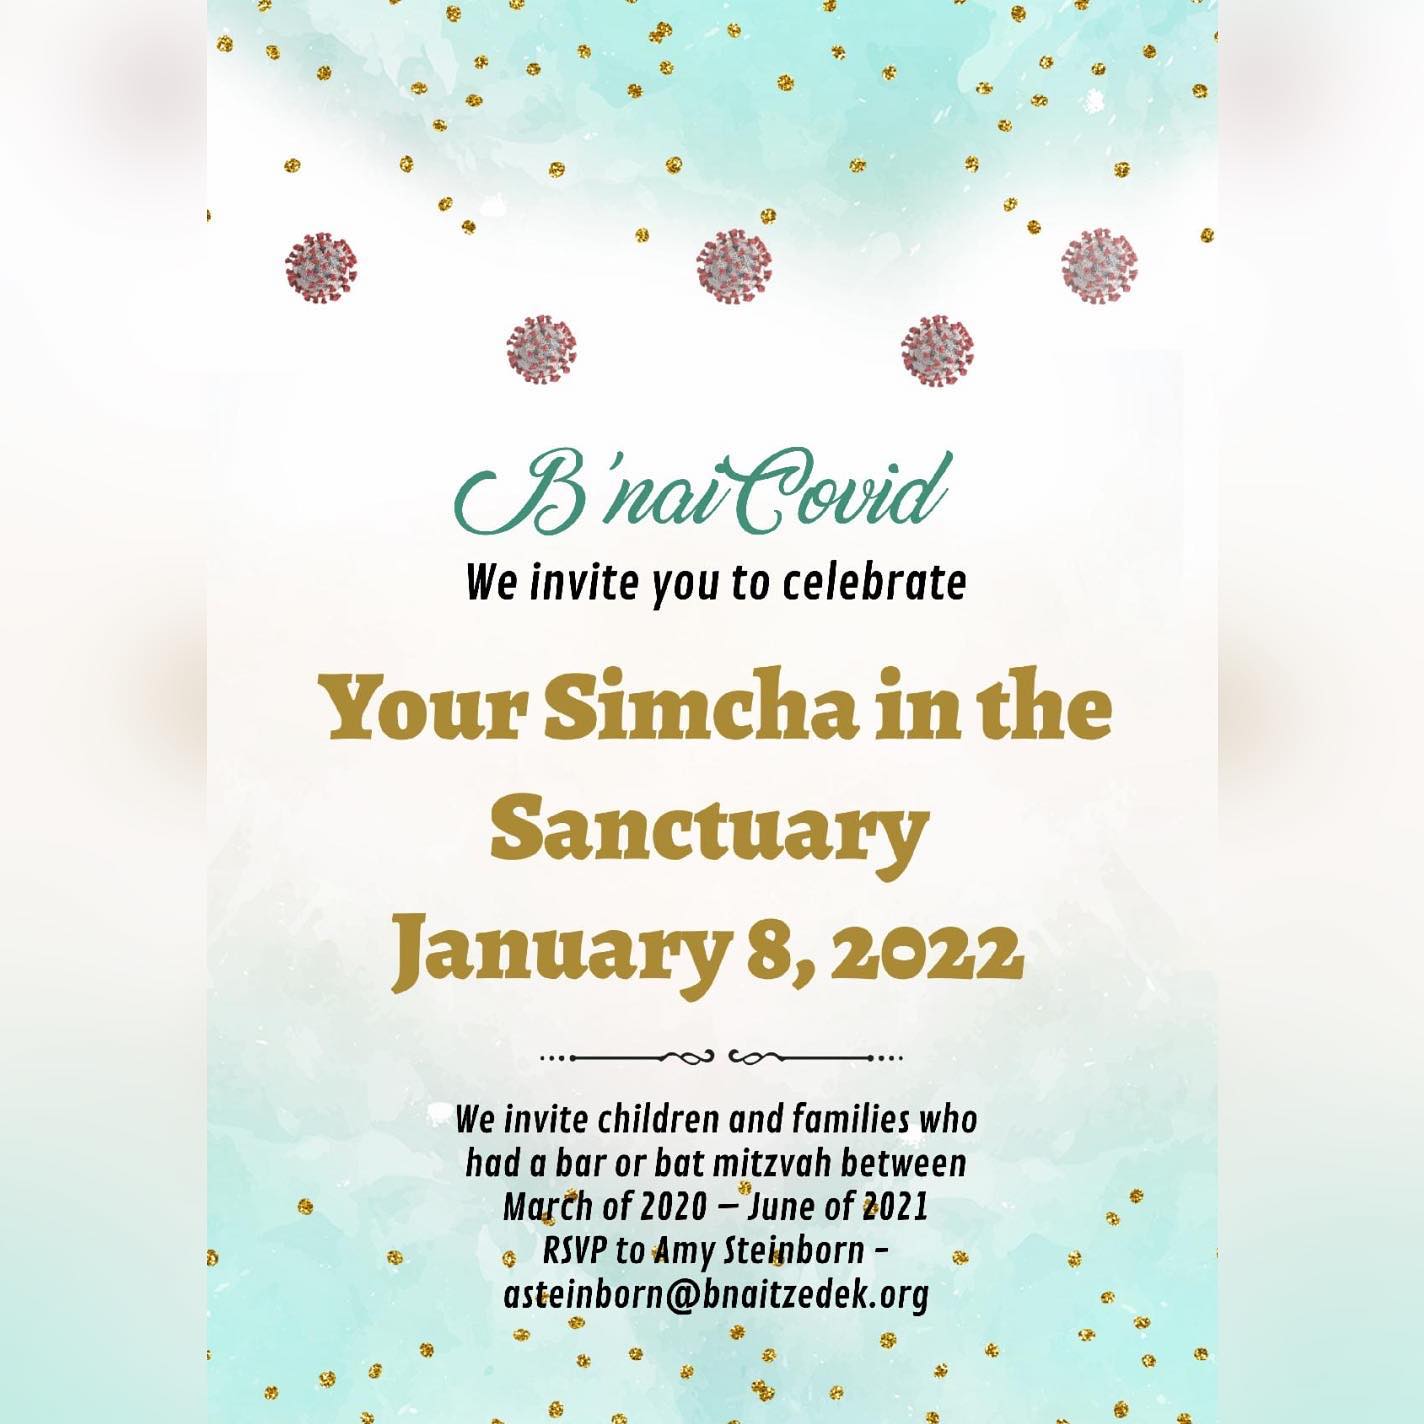 B'nai Covid
We invite you to celebrate
Your Simcha in the
Sanctuary
January 8, 2022
We invite children and families who
had a bar or bat mitzvah between
March of 2020 – June of 2021
RSVP to Amy Steinborn -
asteinborn@bnaitzedek.org